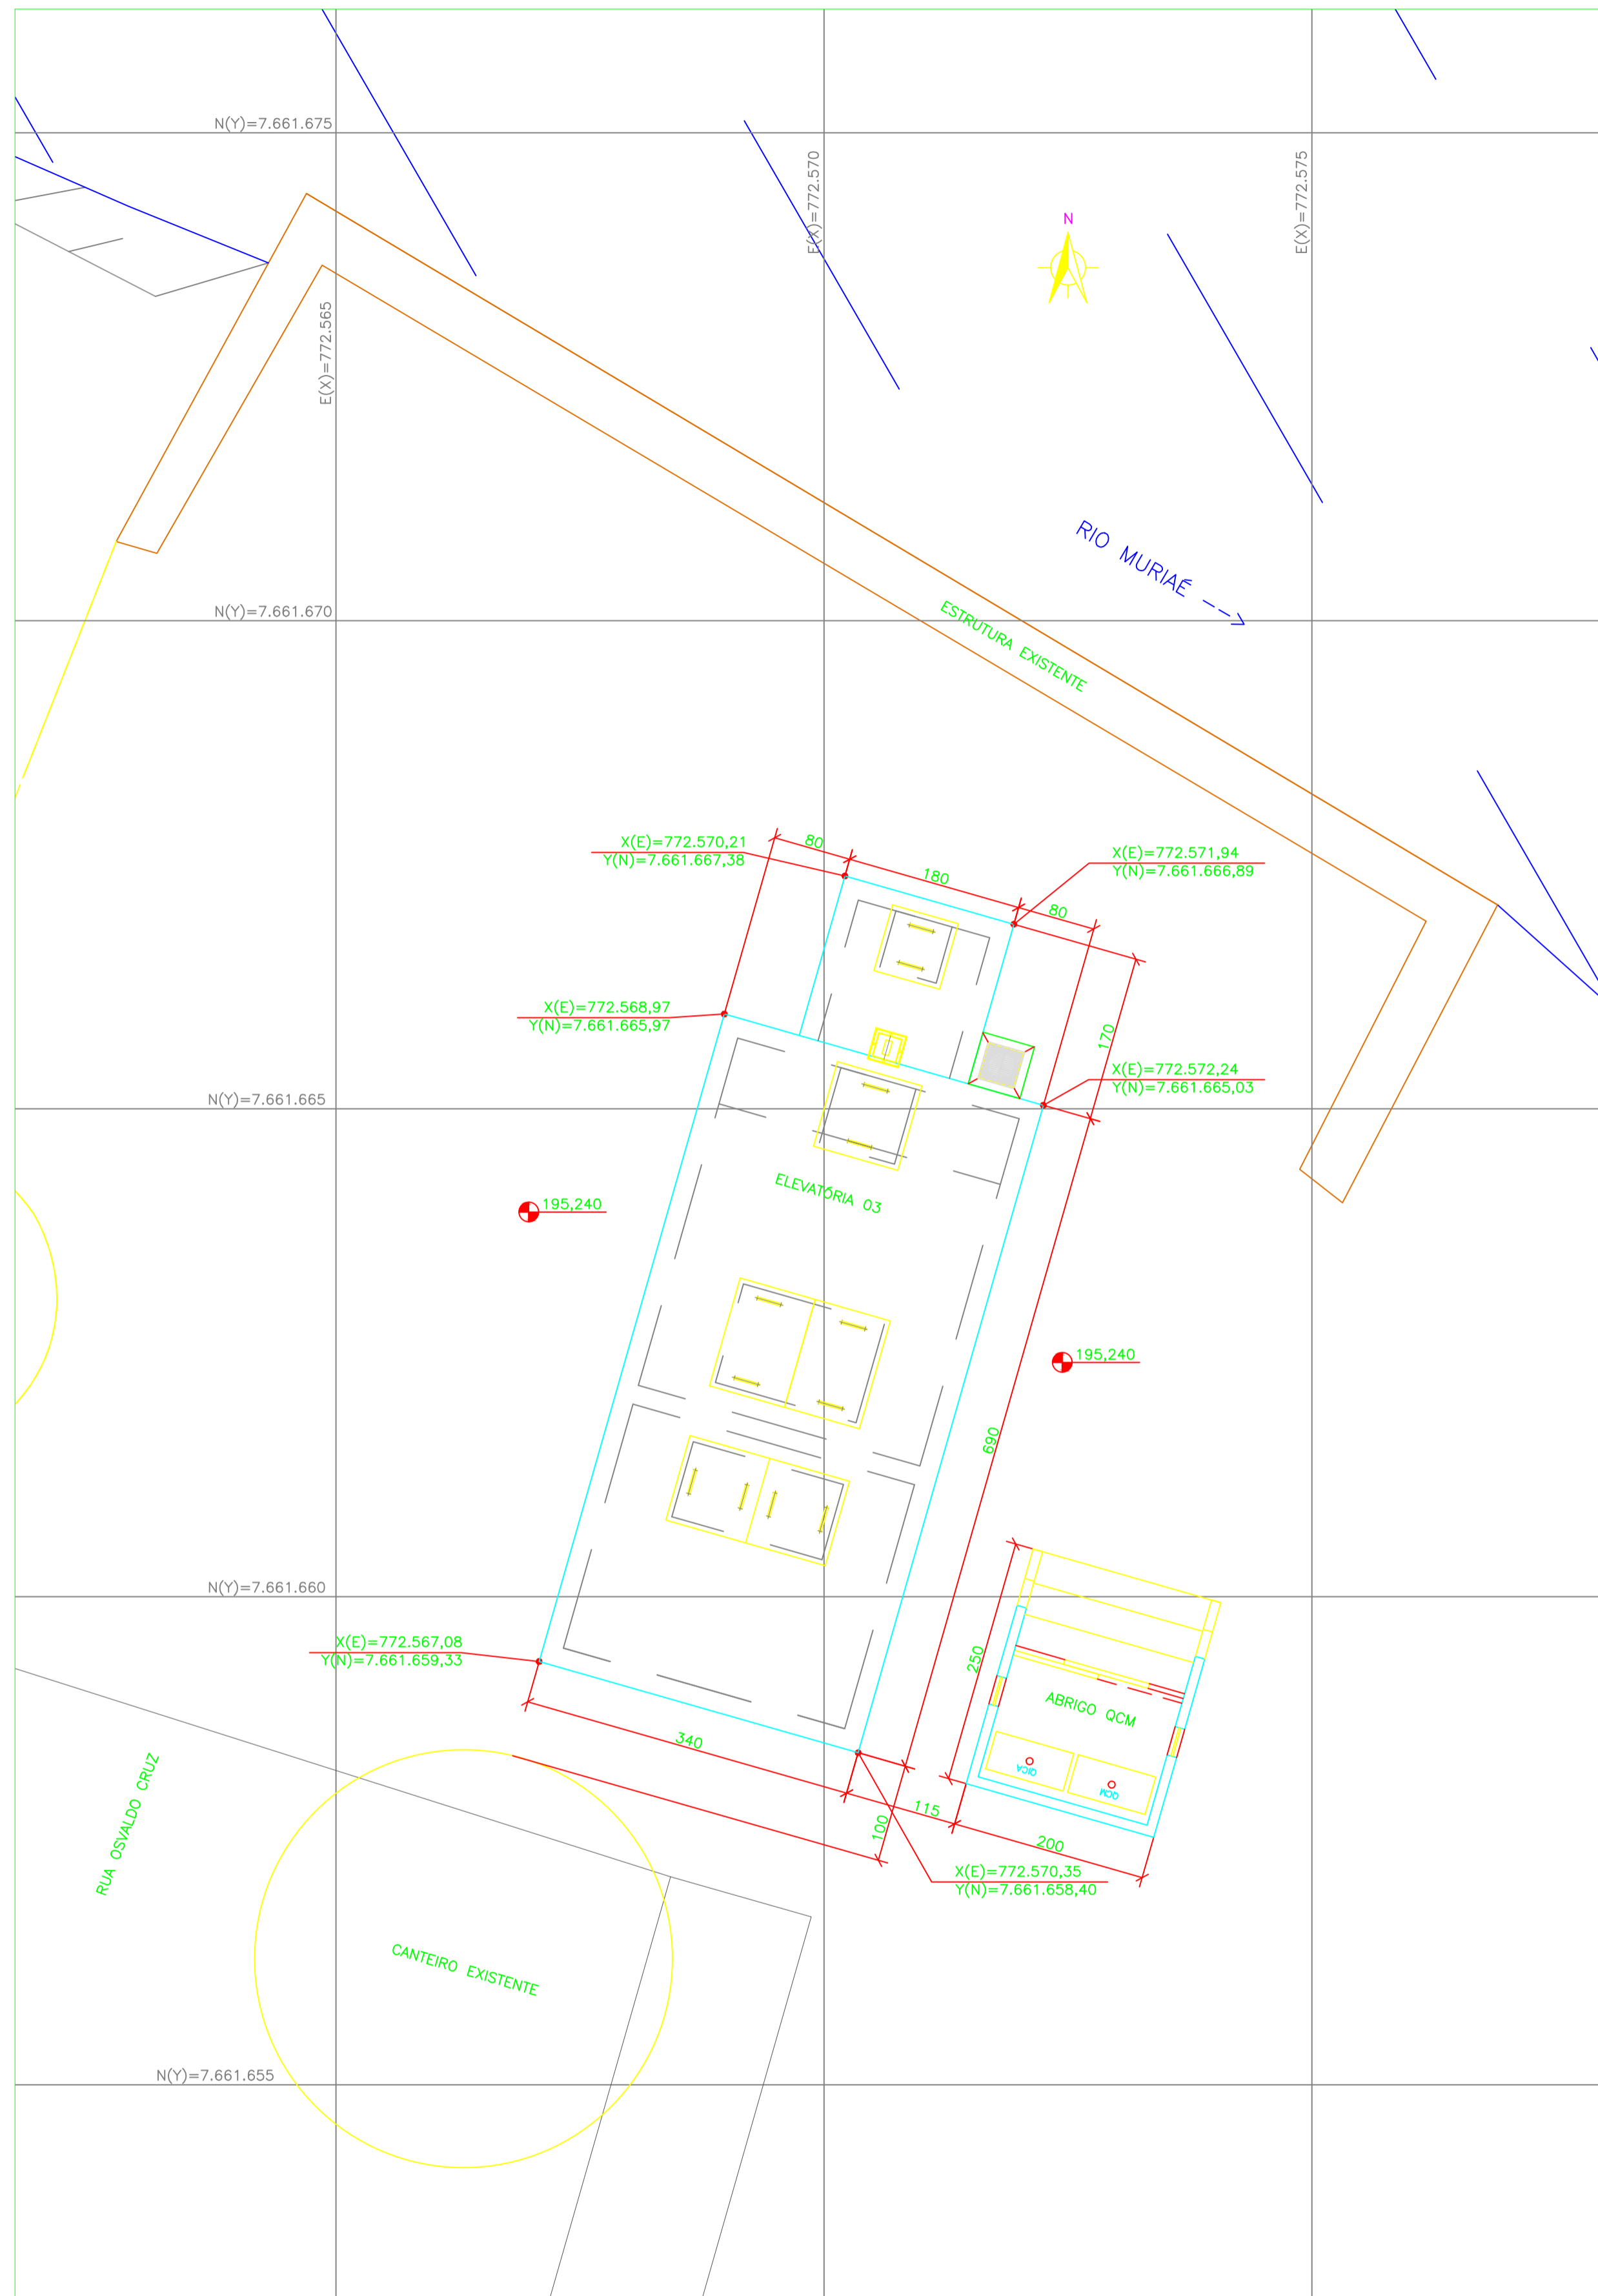 N(Y)=7.661.675
E(X)=772.565
E(X)=772.570
E(X)=772.575
N
RIO MURIAÉ
N(Y)=7.661.670
ESTRUTURA EXISTENTE
X(E)=772.570,21
Y(N)=7.661.667,38
80
180
80
X(E)=772.571,94
Y(N)=7.661.666,89
X(E)=772.568,97
Y(N)=7.661.665,97
170
X(E)=772.572,24
Y(N)=7.661.665,03
N(Y)=7.661.665
ELEVATÓRIA 03
195,240
195,240
690
N(Y)=7.661.660
X(E)=772.567,08
Y(N)=7.661.659,33
250
ABRIGO QCM
QICA
QCM
340
115
100
200
X(E)=772.570,35
Y(N)=7.661.658,40
RUA OSVALDO CRUZ
CANTEIRO EXISTENTE
N(Y)=7.661.655